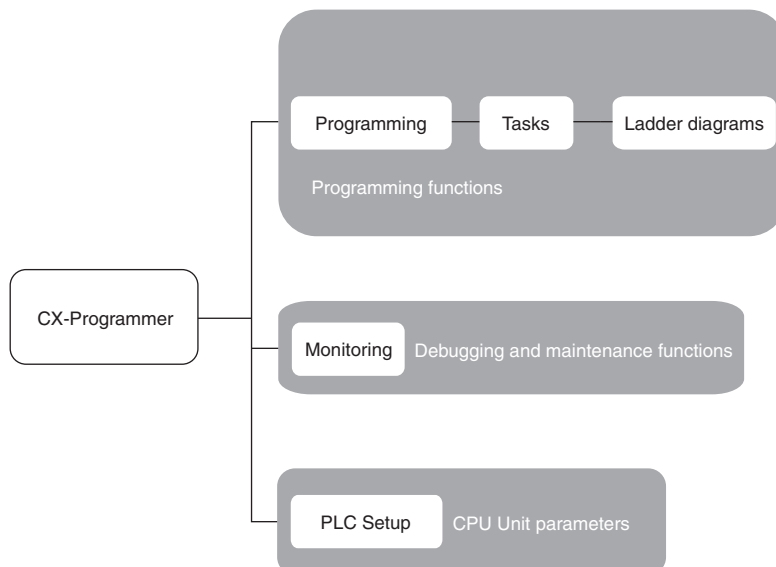 Programming
Tasks
Ladder diagrams
Programming functions
CX-Programmer
Monitoring
Debugging and maintenance functions
PLC Setup
CPU Unit parameters